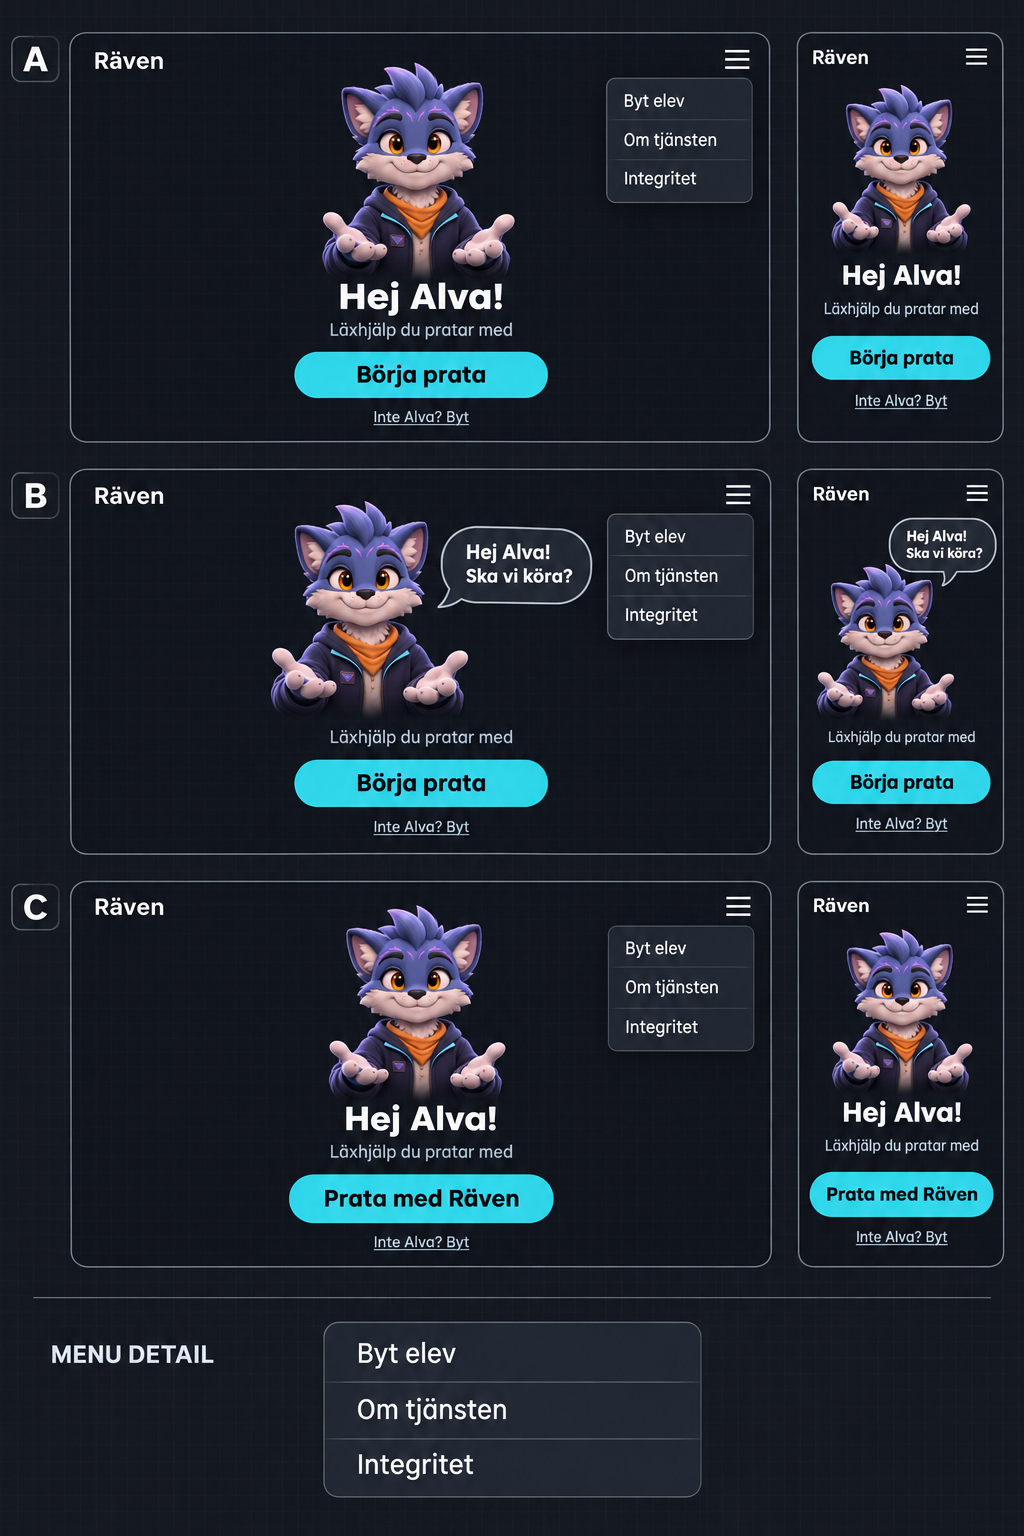 A
Räven
Byt elev
Om tjänsten
Integritet
Hej Alva!
Läxhjälp du pratar med
Börja prata
Inte Alva? Byt
Räven
Hej Alva!
Läxhjälp du pratar med
Börja prata
Inte Alva? Byt
B
Räven
Hej Alva!
Ska vi köra?
Byt elev
Om tjänsten
Integritet
Läxhjälp du pratar med
Börja prata
Inte Alva? Byt
Räven
Hej Alva!
Ska vi köra?
Läxhjälp du pratar med
Börja prata
Inte Alva? Byt
C
Räven
Byt elev
Om tjänsten
Integritet
Hej Alva!
Läxhjälp du pratar med
Prata med Räven
Inte Alva? Byt
Räven
Hej Alva!
Läxhjälp du pratar med
Prata med Räven
Inte Alva? Byt
MENU DETAIL
Byt elev
Om tjänsten
Integritet